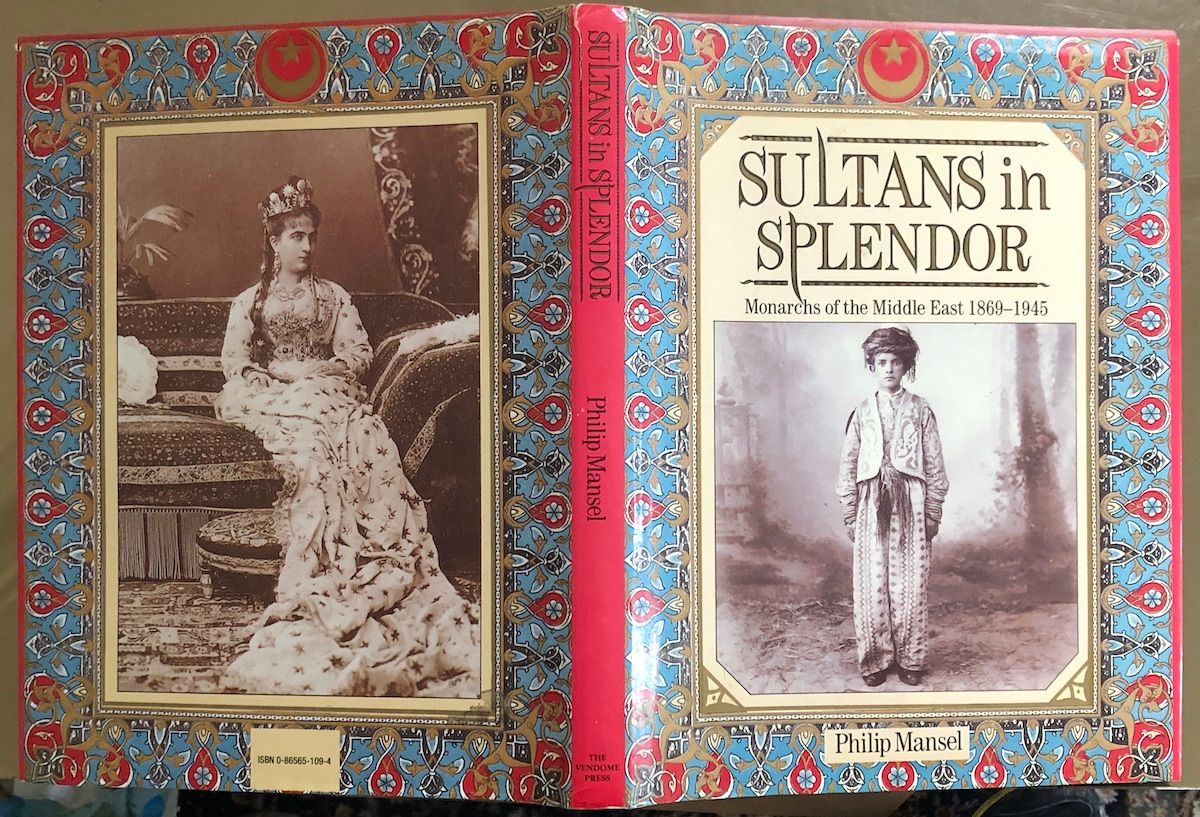 ISBN 0-86565-109-4
SULTANS in SPLENDOR
Philip Mansel
THE
VENDOME
PRESS
SULTANS in
SPLENDOR
Monarchs of the Middle East 1869–1945
Philip Mansel